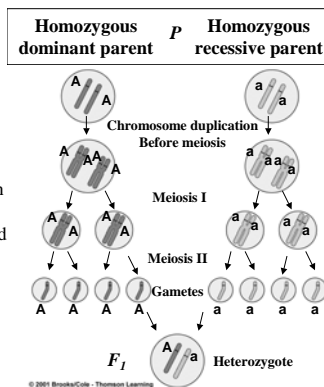 Homozygous P Homozygous
dominant parent recessive parent
A a
A a
Chromosome duplication
Before meiosis
A A A A a a a a
n
Meiosis I
A A a a
d
Meiosis II
Gametes
A A A A a a a a
A a
F1 Heterozygote
© 2001 Brooks/Cole - Thomson Learning